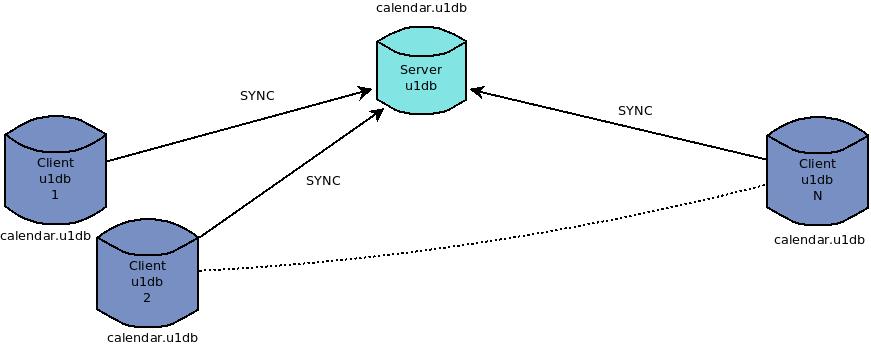 calendar.u1db
Server
u1db
SYNC
SYNC
SYNC
Client
u1db
1
calendar.u1db
Client
u1db
2
calendar.u1db
Client
u1db
N
calendar.u1db